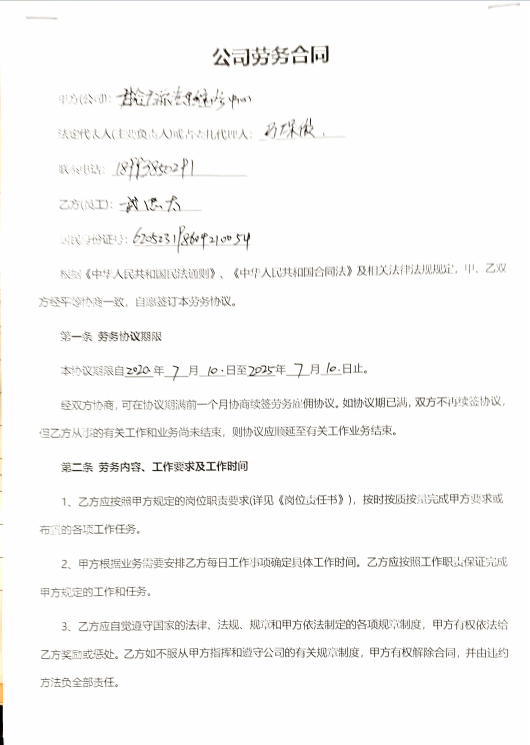 公司劳务合同
甲方(公司):
法定代表人(主要负责人)或者委托代理人:
联系电话: 18993850291
乙方(员工): 武忠夫
居民身份证号: 620523198609210054
根据《中华人民共和国民法通则》、《中华人民共和国合同法》及相关法律法规规定，甲、乙双
方经平等协商一致，自愿签订本劳务协议。
第一条 劳务协议期限
本协议期限自2020年 7 月 10.日至2025年 7 月 10.日止。
经双方协商，可在协议期满前一个月协商续签劳务雇佣协议。如协议期已满，双方不再续签协议，
但乙方从事的有关工作和业务尚未结束，则协议应顺延至有关工作业务结束。
第二条 劳务内容、工作要求及工作时间
1、乙方应按照甲方规定的岗位职责要求(详见《岗位责任书》)，按时按质按量完成甲方要求或
布置的各项工作任务。
2、甲方根据业务需要安排乙方每日工作事项确定具体工作时间。乙方应按照工作职责保证完成
甲方规定的工作和任务。
3、乙方应自觉遵守国家的法律、法规、规章和甲方依法制定的各项规章制度，甲方有权依法给
乙方奖励或惩处。乙方如不服从甲方指挥和遵守公司的有关规章制度，甲方有权解除合同，并由违约
方法负全部责任。